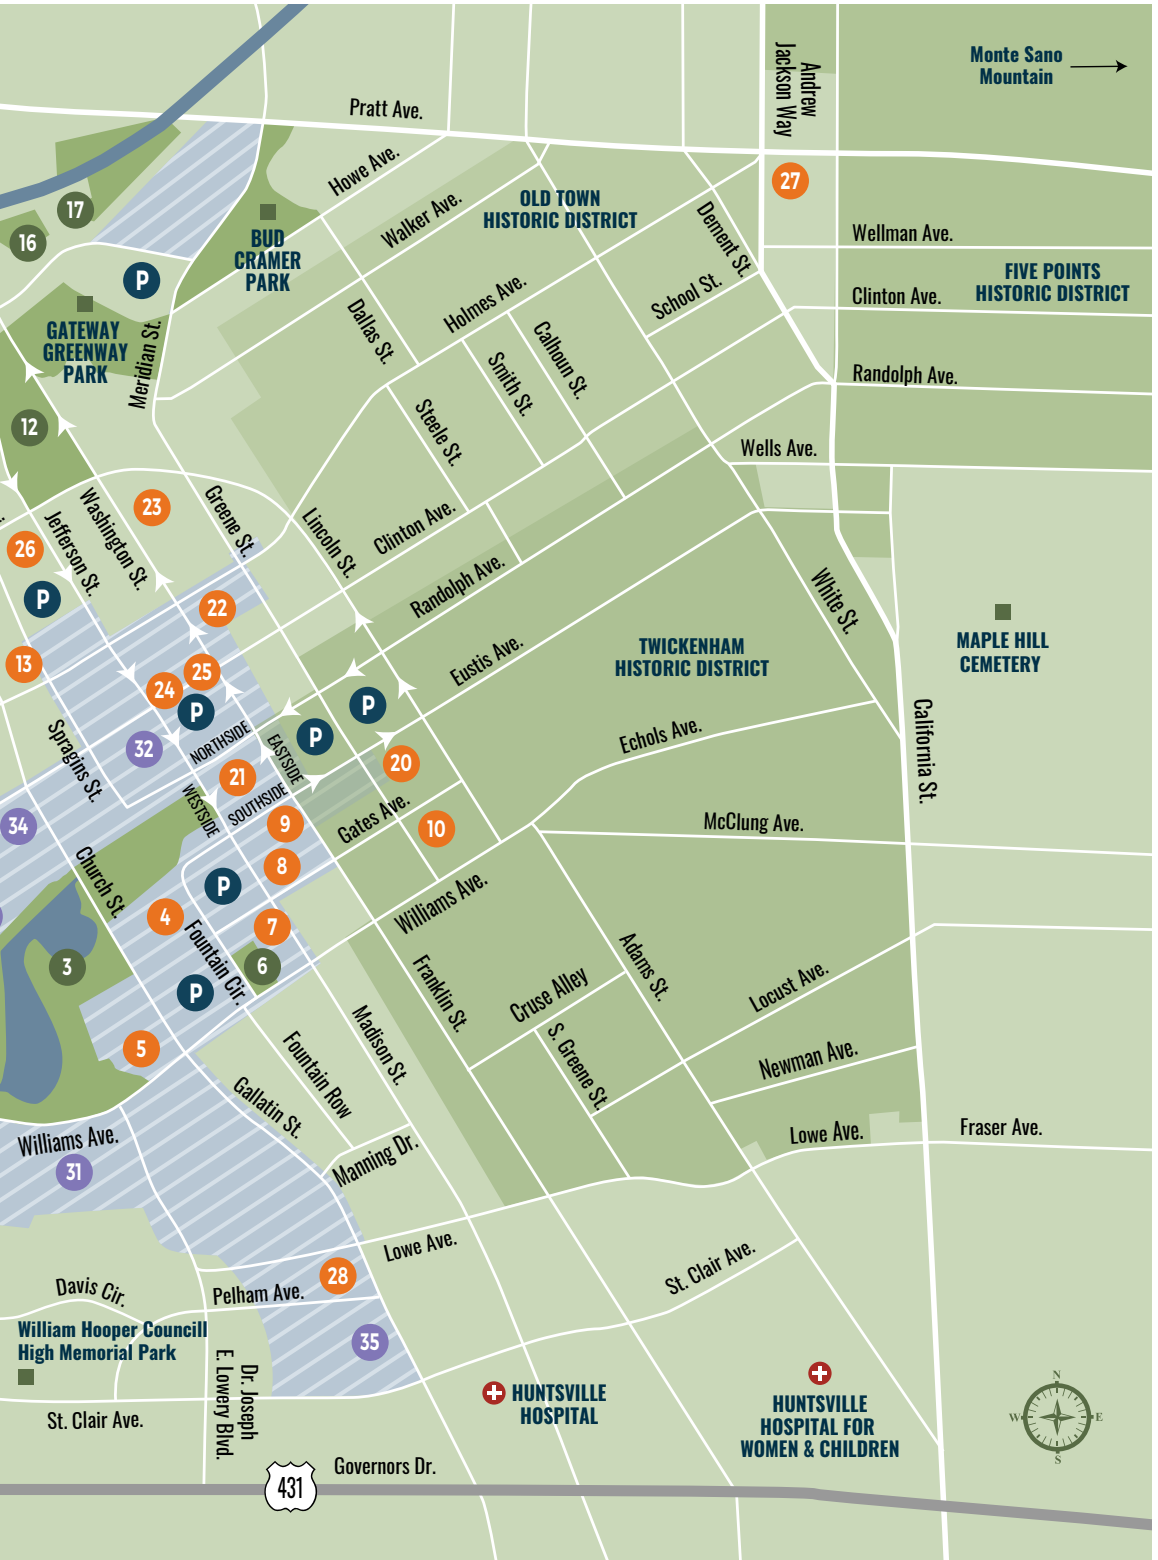 Andrew
Jackson Way
Monte Sano
Mountain
Pratt Ave.
Howe Ave.
27
17
Walker Ave.
OLD TOWN
HISTORIC DISTRICT
16
BUD
CRAMER
PARK
Dement St.
Wellman Ave.
P
School St.
FIVE POINTS
HISTORIC DISTRICT
Clinton Ave.
Holmes Ave.
GATEWAY
GREENWAY
PARK
Meridian St.
Dallas St.
Calhoun St.
Smith St.
Randolph Ave.
12
Steele St.
Wells Ave.
23
Greene St.
Washington St.
Jefferson St.
Lincoln St.
Clinton Ave.
26
P
Randolph Ave.
White St.
22
MAPLE HILL
CEMETERY
13
25
24
P
Eustis Ave.
TWICKENHAM
HISTORIC DISTRICT
P
P
Spragins St.
32
NORTHSIDE
EASTSIDE
Echols Ave.
California St.
20
21
WESTSIDE
SOUTHSIDE
34
9
Gates Ave.
10
McClung Ave.
8
Church St.
P
Williams Ave.
4
7
Fountain Cir.
3
6
Adams St.
Franklin St.
Cruse Alley
Locust Ave.
P
5
Madison St.
Fountain Row
S. Greene St.
Newman Ave.
Gallatin St.
Williams Ave.
31
Manning Dr.
Lowe Ave.
Fraser Ave.
Lowe Ave.
28
St. Clair Ave.
Davis Cir.
Pelham Ave.
35
William Hooper Councill
High Memorial Park
Dr. Joseph
E. Lowery Blvd.
St. Clair Ave.
HUNTSVILLE
HOSPITAL
HUNTSVILLE
HOSPITAL FOR
WOMEN & CHILDREN
N
W
E
S
Governors Dr.
431